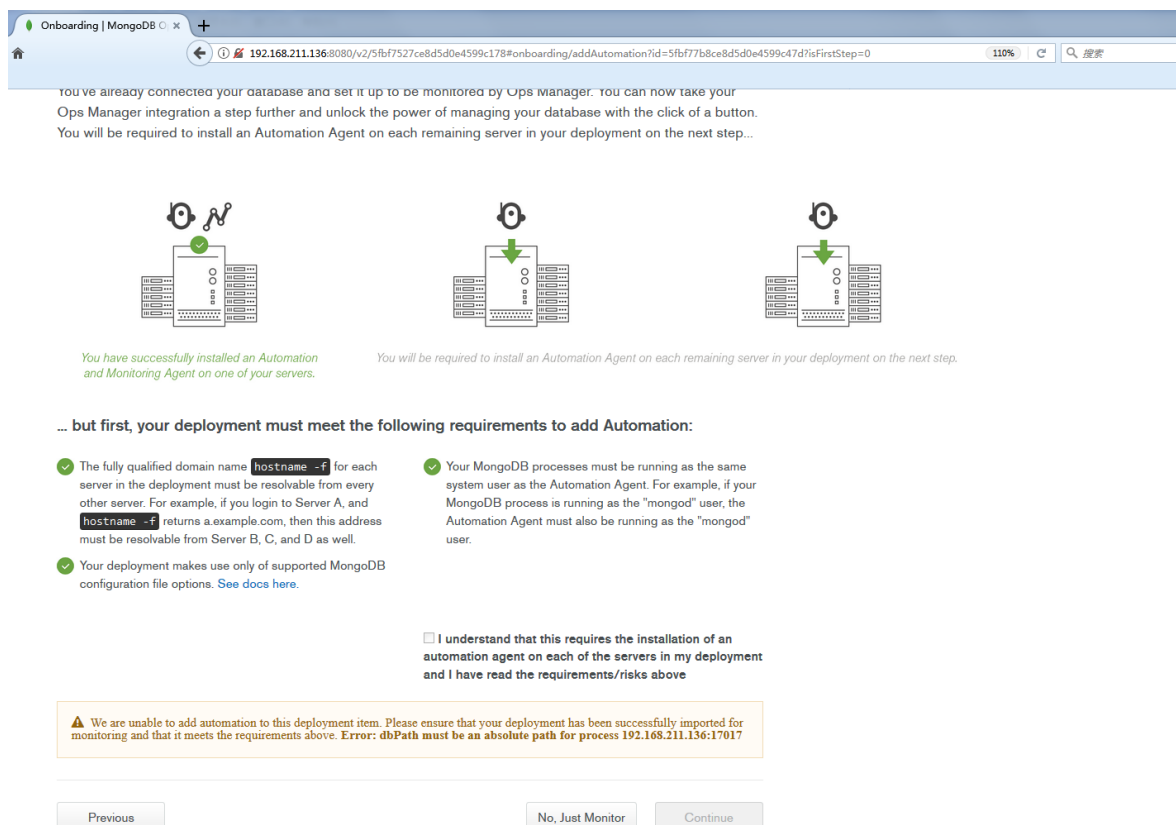 Onboarding | MongoDB O
192.168.211.136:8080/v2/5fbf7527ce8d5d0e4599c178#onboarding/addAutomation?id=5fbf77b8ce8d5d0e4599c47d?isFirstStep=0
110%
搜索
You've already connected your database and set it up to be monitored by Ops Manager. You can now take your
Ops Manager integration a step further and unlock the power of managing your database with the click of a button.
You will be required to install an Automation Agent on each remaining server in your deployment on the next step...
You have successfully installed an Automation
and Monitoring Agent on one of your servers.
You will be required to install an Automation Agent on each remaining server in your deployment on the next step.
... but first, your deployment must meet the following requirements to add Automation:
The fully qualified domain name hostname -f for each
server in the deployment must be resolvable from every
other server. For example, if you login to Server A, and
hostname -f returns a.example.com, then this address
must be resolvable from Server B, C, and D as well.
Your deployment makes use only of supported MongoDB
configuration file options. See docs here.
Your MongoDB processes must be running as the same
system user as the Automation Agent. For example, if your
MongoDB process is running as the "mongod" user, the
Automation Agent must also be running as the "mongod"
user.
I understand that this requires the installation of an
automation agent on each of the servers in my deployment
and I have read the requirements/risks above
We are unable to add automation to this deployment item. Please ensure that your deployment has been successfully imported for
monitoring and that it meets the requirements above. Error: dbPath must be an absolute path for process 192.168.211.136:17017
Previous
No, Just Monitor
Continue